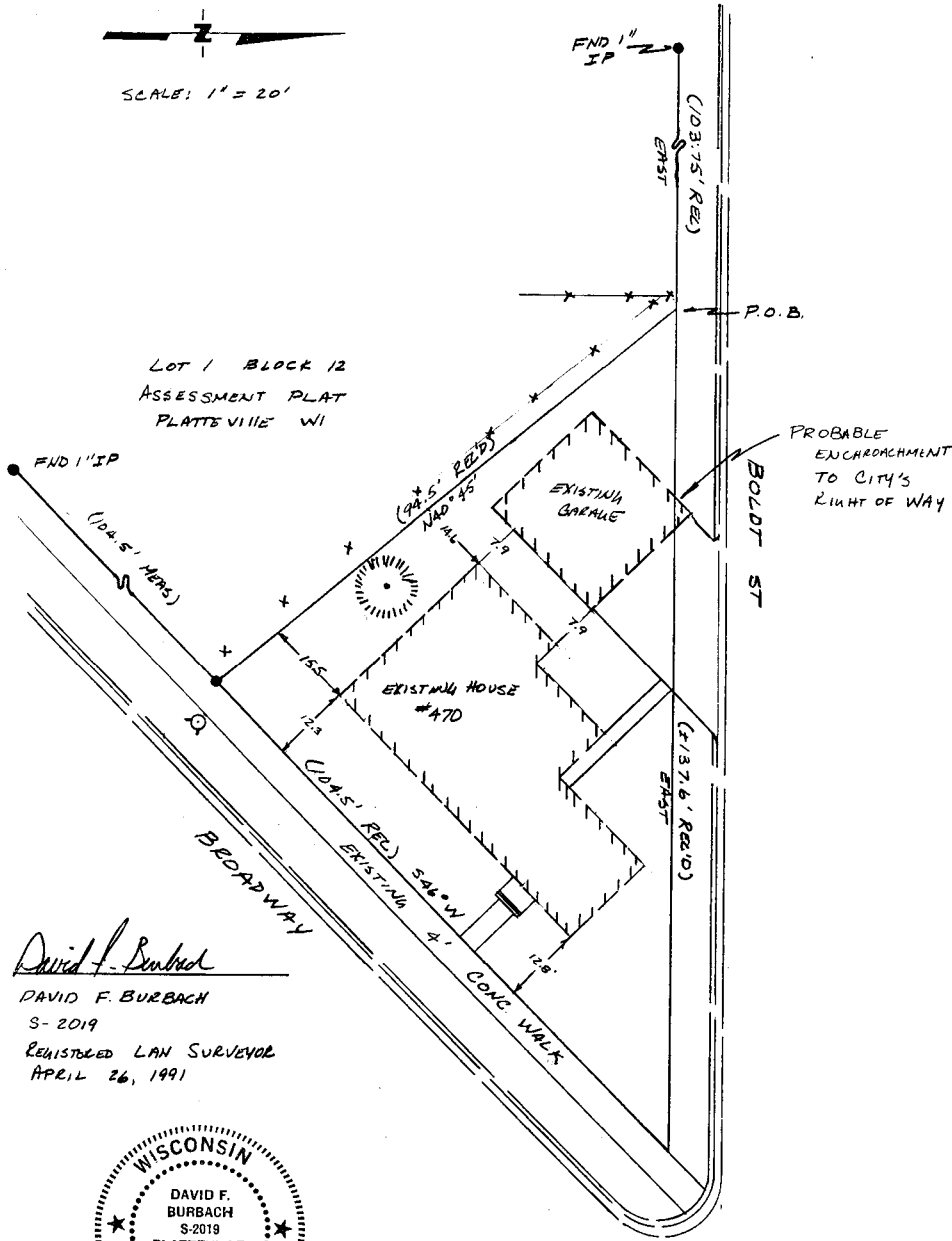 Z
SCALE: 1" = 20'
FND 1"
IP
(103.75' REC)
EAST
P.O.B.
LOT 1 BLOCK 12
ASSESSMENT PLAT
PLATTEVILLE WI
FND 1" IP
(104.5' MEAS)
(94.5' REC'D)
N40°45'
EXISTING
GARAGE
PROBABLE
ENCHROACHMENT
TO CITY'S
RIGHT OF WAY
BOLDT ST
14.6
7.9
7.9
15.5
12.3
EXISTING HOUSE
#470
(±137.6' REC'D)
EAST
(104.5' REC) S46°W
EXISTING 4' CONC. WALK
12.8'
BROADWAY
David F. Burbach
DAVID F. BURBACH
S-2019
REGISTERED LAN SURVEYOR
APRIL 26, 1991
WISCONSIN
DAVID F.
BURBACH
S-2019